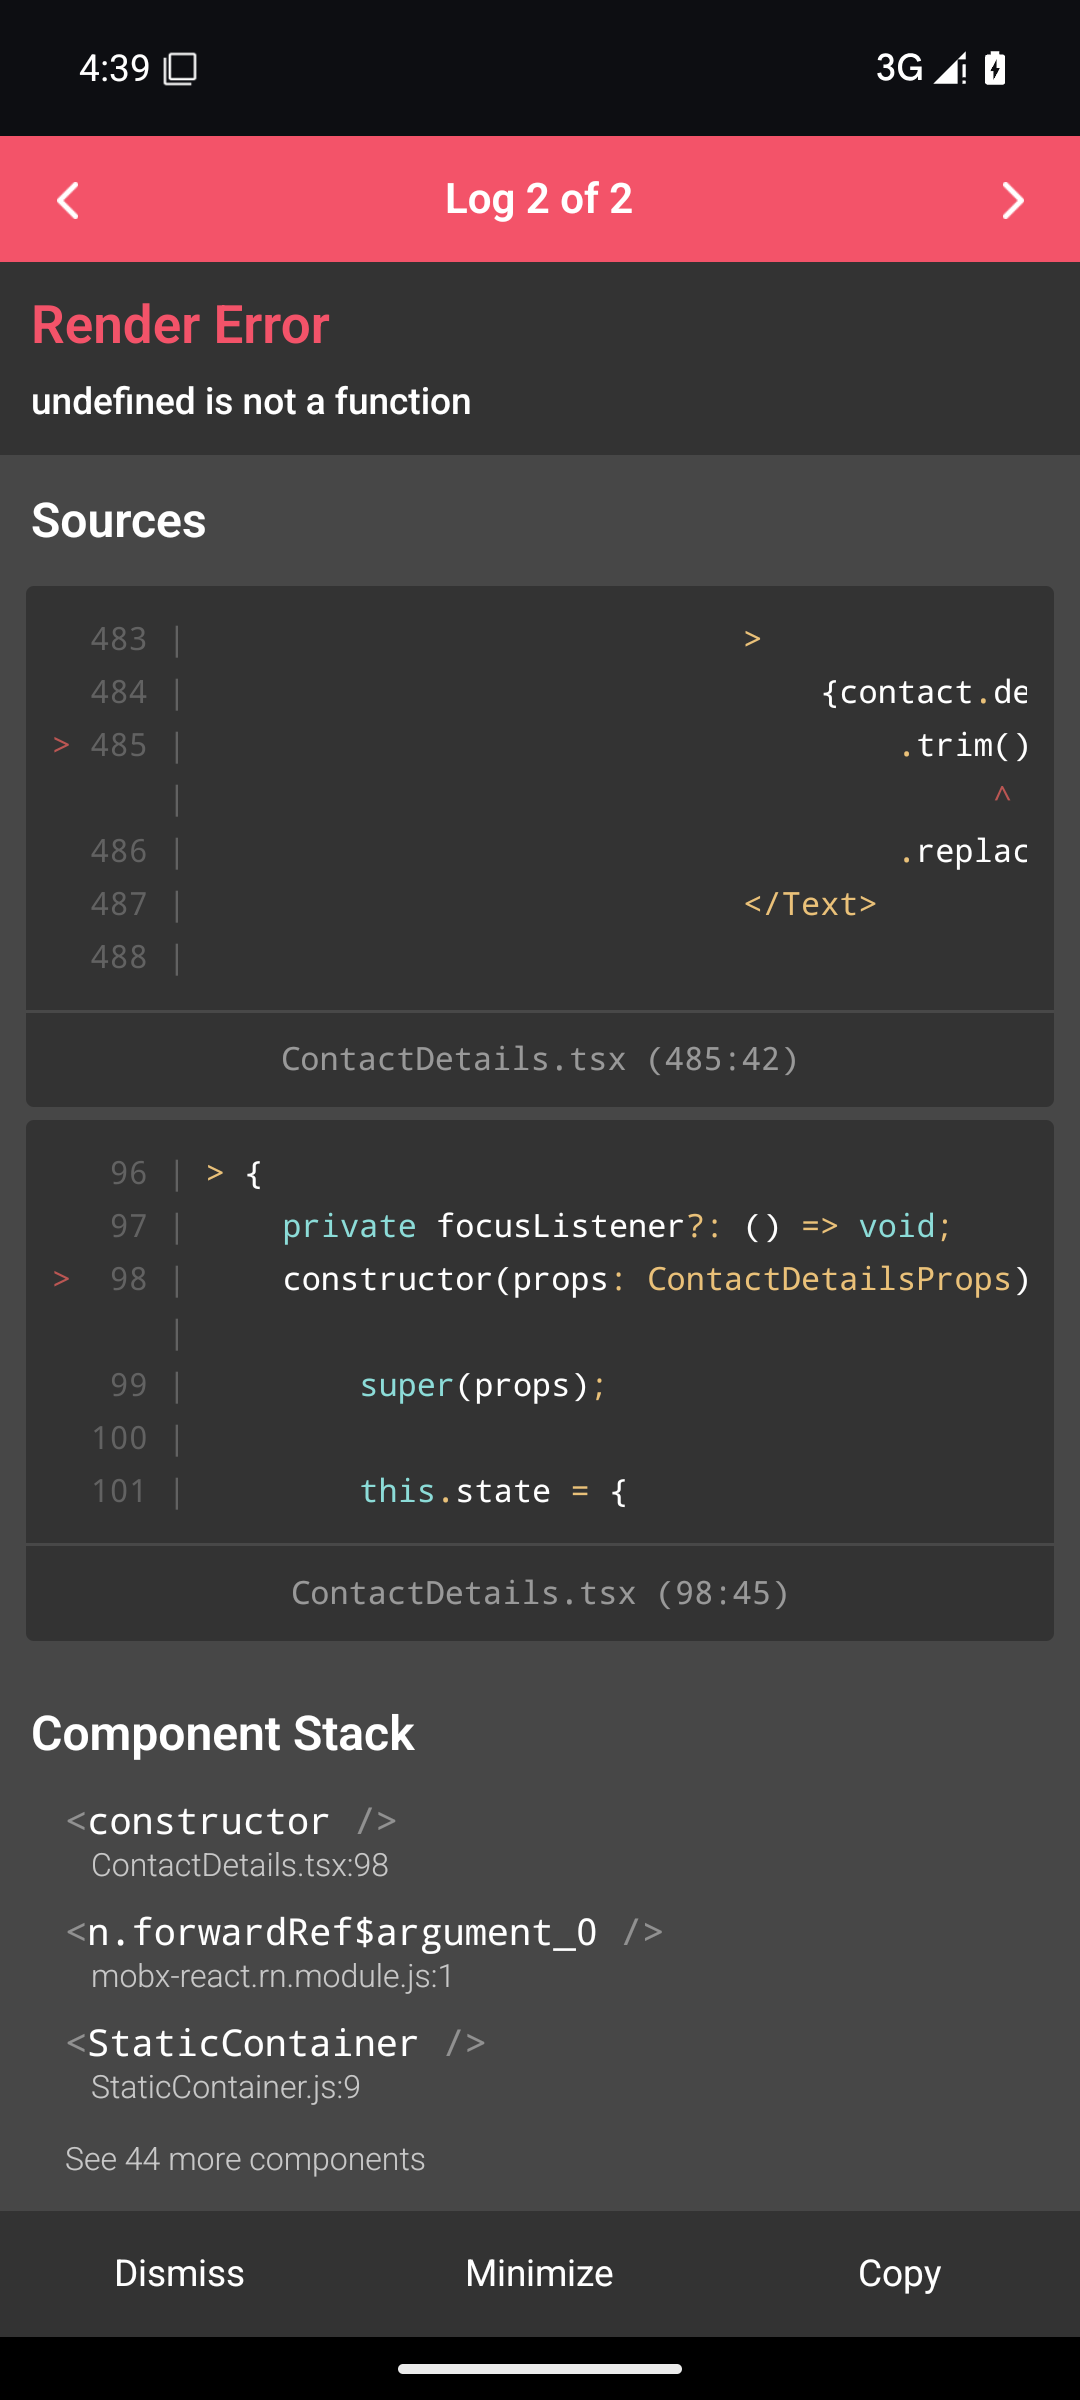 4:39 3G
Log 2 of 2
Render Error
undefined is not a function
Sources
483 | >
484 | {contact.de
> 485 | .trim()
| ^
486 | .replac
487 | </Text>
488 |
ContactDetails.tsx (485:42)
96 | > {
97 | private focusListener?: () => void;
> 98 | constructor(props: ContactDetailsProps)
|
99 | super(props);
100 |
101 | this.state = {
ContactDetails.tsx (98:45)
Component Stack
<constructor />
ContactDetails.tsx:98
<n.forwardRef$argument_0 />
mobx-react.rn.module.js:1
<StaticContainer />
StaticContainer.js:9
See 44 more components
Dismiss Minimize Copy